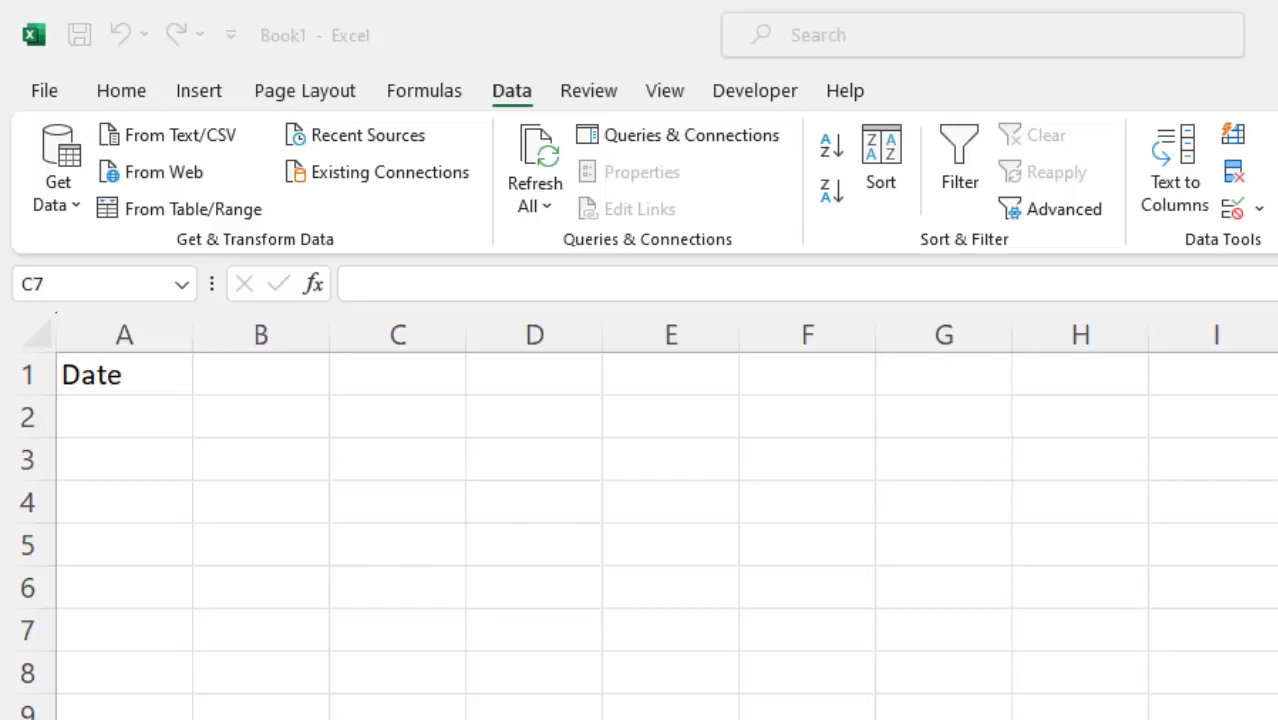 Book1 - Excel
Search
File Home Insert Page Layout Formulas Data Review View Developer Help
Get Data
From Text/CSV
From Web
From Table/Range
Recent Sources
Existing Connections
Get & Transform Data
Refresh All
Queries & Connections
Properties
Edit Links
Queries & Connections
A Z
Z A
Z A A Z
Sort
Filter
Clear
Reapply
Advanced
Sort & Filter
Text to Columns
Data Tools
C7
fx
A B C D E F G H I
1 Date
2
3
4
5
6
7
8
9